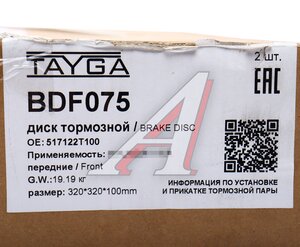 TAYGA
2 шт.
BDF075
EAC
диск тормозной / BRAKE DISC
OE: 517122T100
Применяемость:
передние / Front
G.W.: 19.19 кг
размер: 320*320*100mm
ИНФОРМАЦИЯ ПО УСТАНОВКЕ
И ПРИКАТКЕ ТОРМОЗНОЙ ПАРЫ